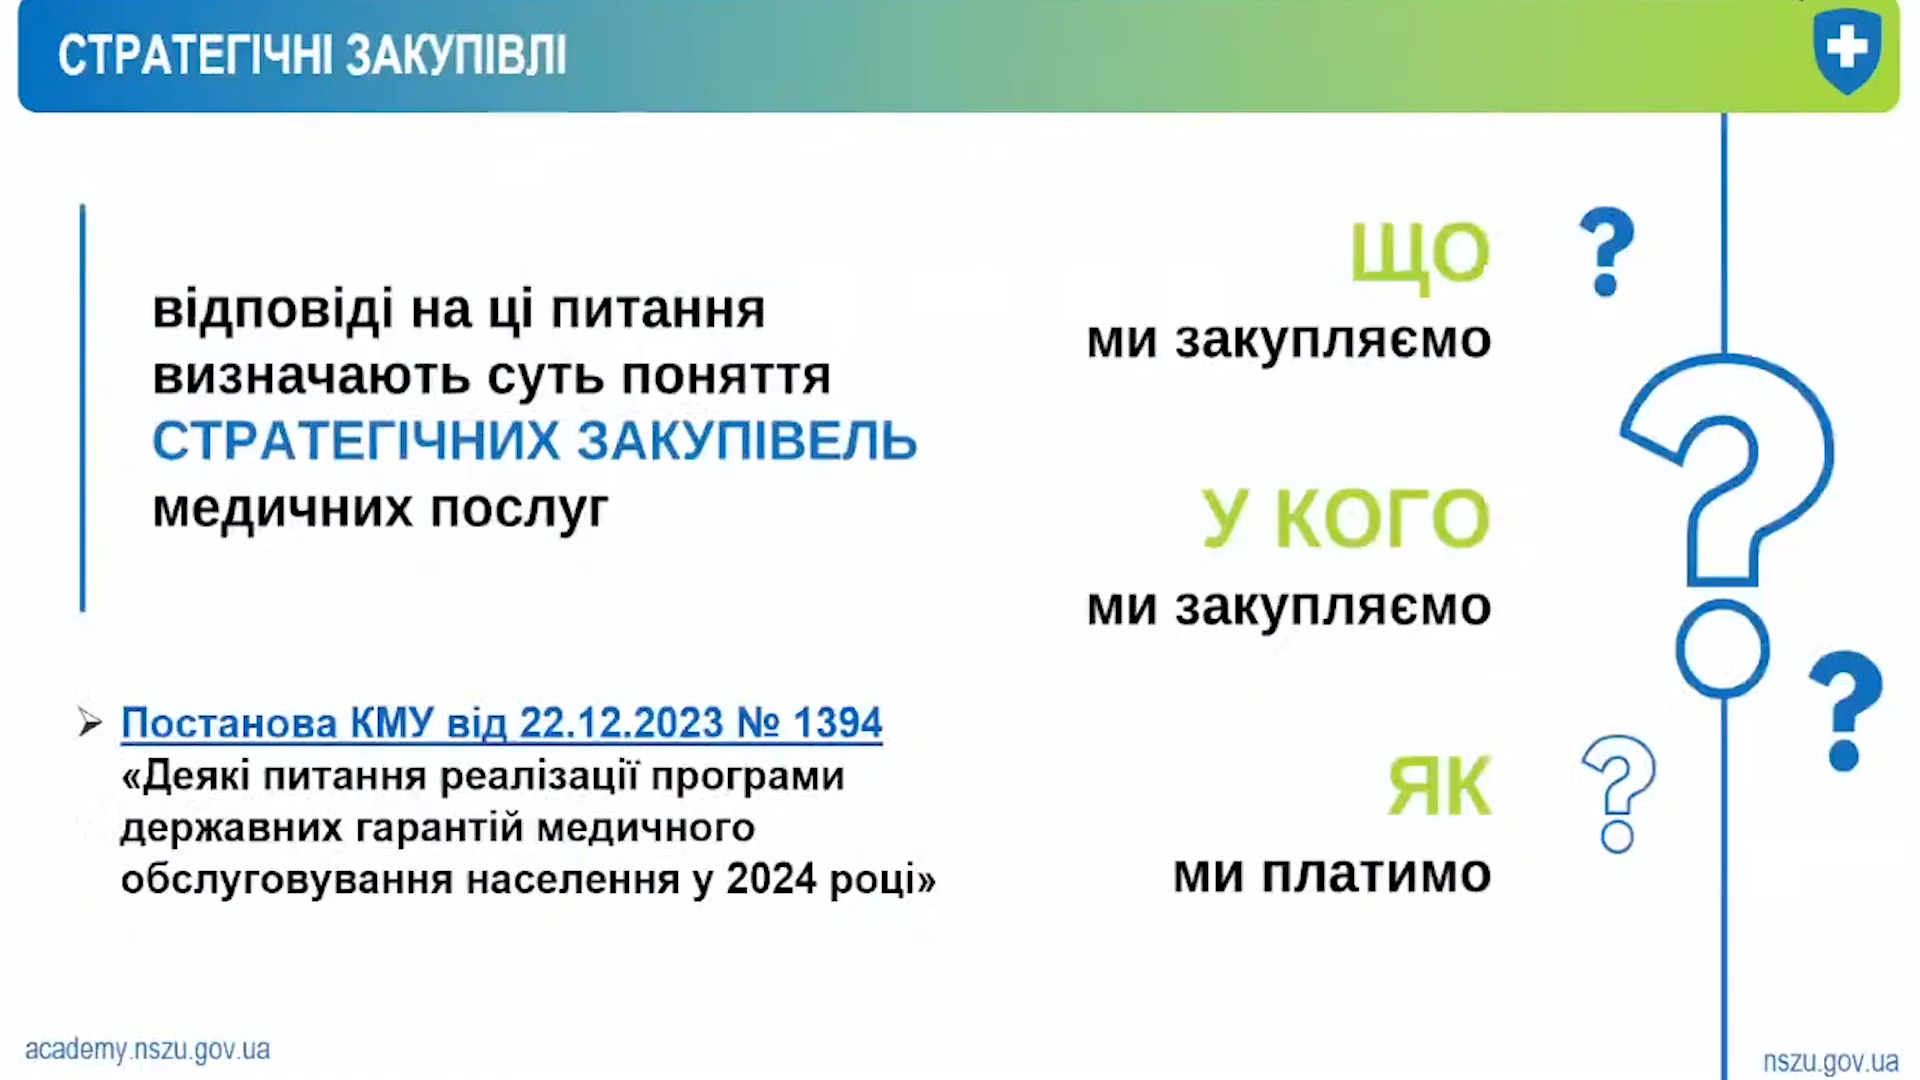 СТРАТЕГІЧНІ ЗАКУПІВЛІ
відповіді на ці питання
визначають суть поняття
СТРАТЕГІЧНИХ ЗАКУПІВЕЛЬ
медичних послуг
➢ Постанова КМУ від 22.12.2023 № 1394
«Деякі питання реалізації програми
державних гарантій медичного
обслуговування населення у 2024 році»
ЩО
ми закупляємо
У КОГО
ми закупляємо
ЯК
ми платимо
?
?
?
?
academy.nszu.gov.ua
nszu.gov.ua